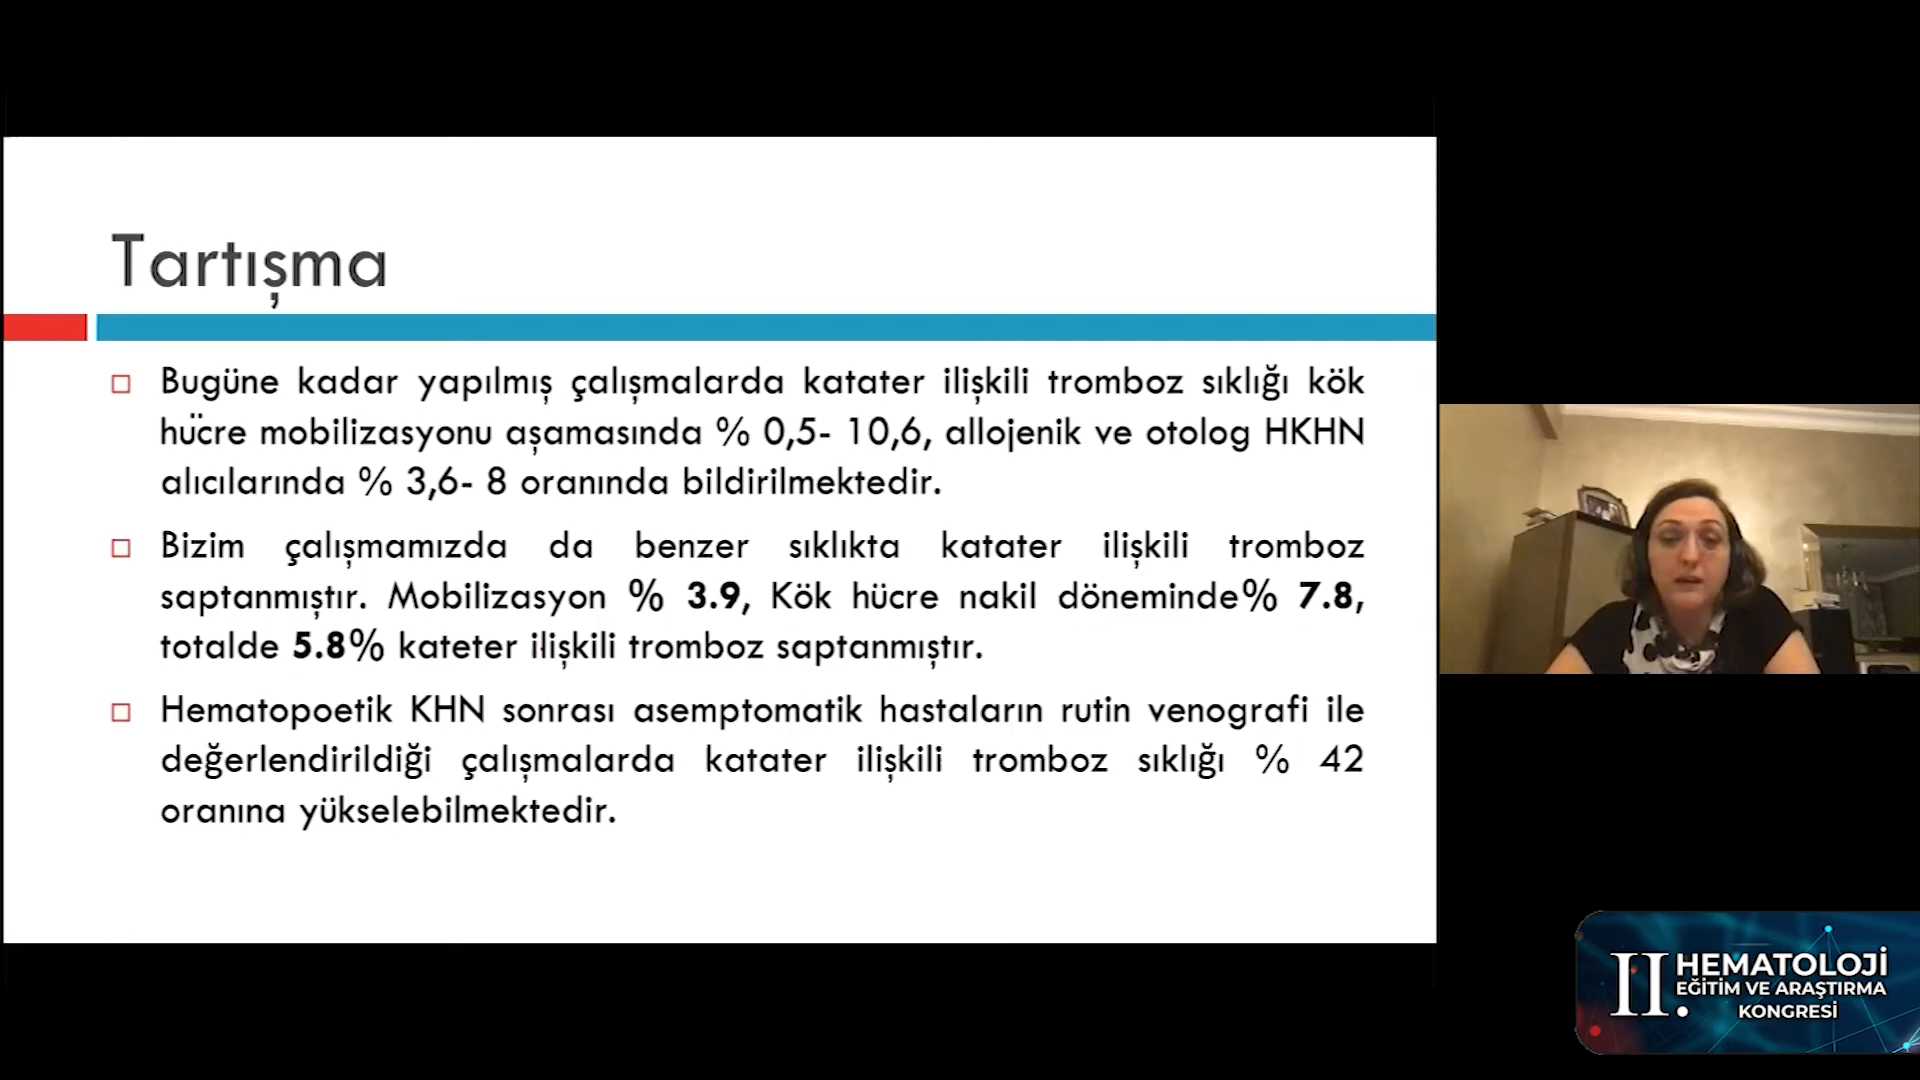 Tartışma
Bugüne kadar yapılmış çalışmalarda katater ilişkili tromboz sıklığı kök
hücre mobilizasyonu aşamasında % 0,5- 10,6, allojenik ve otolog HKHN
alıcılarında % 3,6- 8 oranında bildirilmektedir.
Bizim çalışmamızda da benzer sıklıkta katater ilişkili tromboz
saptanmıştır. Mobilizasyon % 3.9, Kök hücre nakil döneminde% 7.8,
totalde 5.8% kateter ilişkili tromboz saptanmıştır.
Hematopoetik KHN sonrası asemptomatik hastaların rutin venografi ile
değerlendirildiği çalışmalarda katater ilişkili tromboz sıklığı % 42
oranına yükselebilmektedir.
II. HEMATOLOJİ
EĞİTİM VE ARAŞTIRMA
KONGRESİ